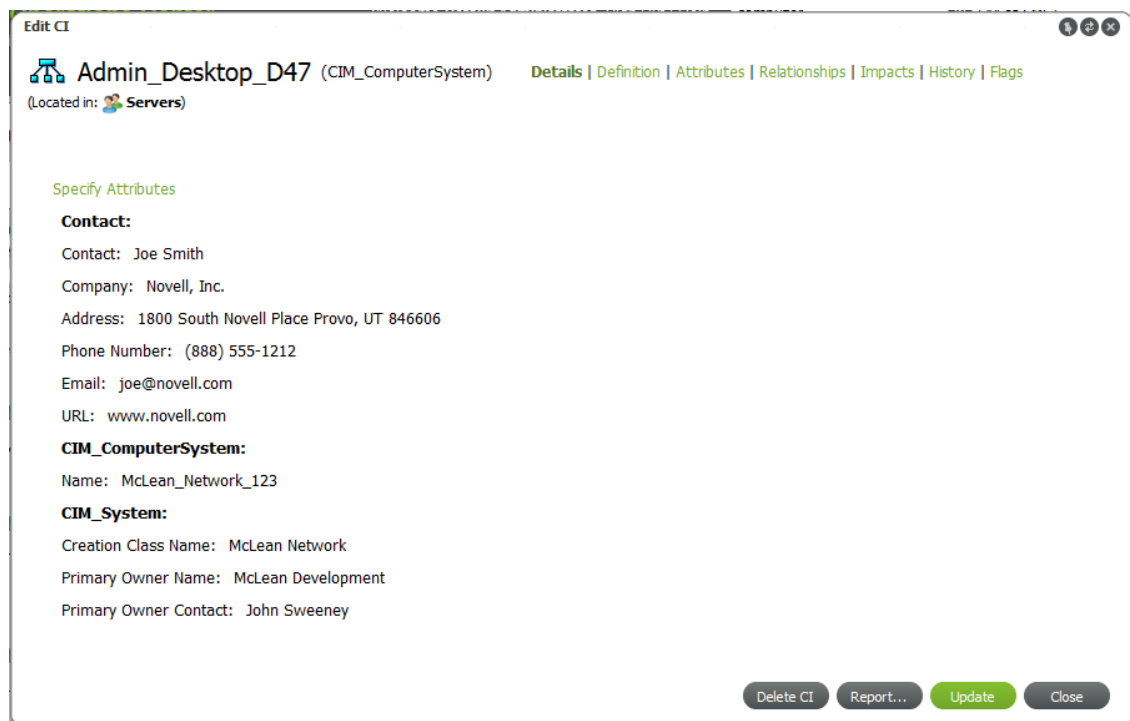 Edit CI
Admin_Desktop_D47 (CIM_ComputerSystem) Details | Definition | Attributes | Relationships | Impacts | History | Flags
(Located in: Servers)
Specify Attributes
Contact:
Contact: Joe Smith
Company: Novell, Inc.
Address: 1800 South Novell Place Provo, UT 846606
Phone Number: (888) 555-1212
Email: joe@novell.com
URL: www.novell.com
CIM_ComputerSystem:
Name: McLean_Network_123
CIM_System:
Creation Class Name: McLean Network
Primary Owner Name: McLean Development
Primary Owner Contact: John Sweeney
Delete CI Report... Update Close